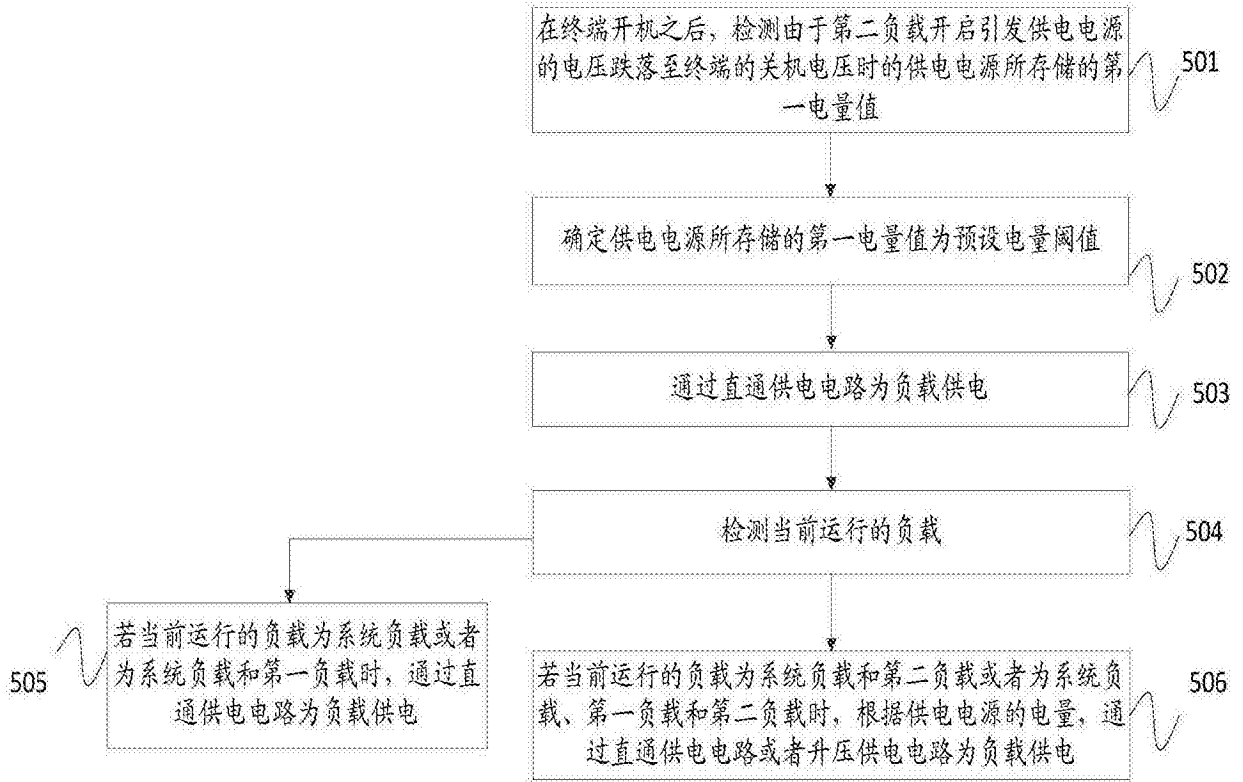 在终端开机之后，检测由于第二负载开启引发供电电源
的电压跌落至终端的关机电压时的供电电源所存储的第
一电量值
501
确定供电电源所存储的第一电量值为预设电量阈值
502
通过直通供电电路为负载供电
503
检测当前运行的负载
504
若当前运行的负载为系统负载或者
为系统负载和第一负载时，通过直
通供电电路为负载供电
505
若当前运行的负载为系统负载和第二负载或者为系统负
载、第一负载和第二负载时，根据供电电源的电量，通
过直通供电电路或者升压供电电路为负载供电
506